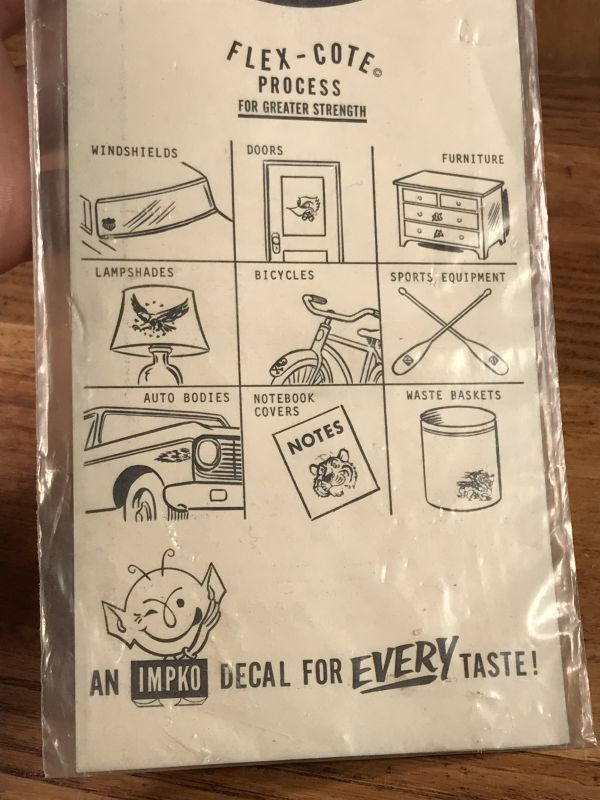 FLEX-COTE©
PROCESS
FOR GREATER STRENGTH
WINDSHIELDS
DOORS
FURNITURE
LAMPSHADES
BICYCLES
SPORTS EQUIPMENT
AUTO BODIES
NOTEBOOK
COVERS
NOTES
WASTE BASKETS
AN IMPKO DECAL FOR EVERY TASTE!